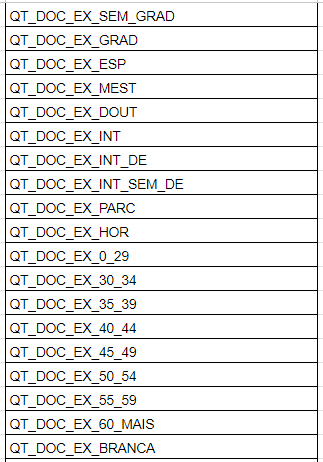 QT_DOC_EX_SEM_GRAD
QT_DOC_EX_GRAD
QT_DOC_EX_ESP
QT_DOC_EX_MEST
QT_DOC_EX_DOUT
QT_DOC_EX_INT
QT_DOC_EX_INT_DE
QT_DOC_EX_INT_SEM_DE
QT_DOC_EX_PARC
QT_DOC_EX_HOR
QT_DOC_EX_0_29
QT_DOC_EX_30_34
QT_DOC_EX_35_39
QT_DOC_EX_40_44
QT_DOC_EX_45_49
QT_DOC_EX_50_54
QT_DOC_EX_55_59
QT_DOC_EX_60_MAIS
QT_DOC_EX_BRANCA